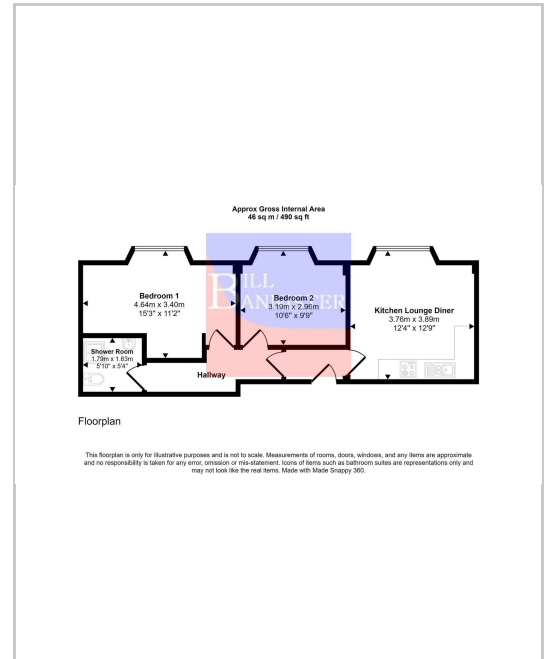 Approx Gross Internal Area
46 sq m / 490 sq ft
Bedroom 1
4.64m x 3.40m
15'3" x 11'2"
BILL
BANNISTER
Bedroom 2
3.19m x 2.96m
10'6" x 9'9"
Kitchen Lounge Diner
3.76m x 3.89m
12'4" x 12'9"
Shower Room
1.79m x 1.63m
5'10" x 5'4"
Hallway
Floorplan
This floorplan is only for illustrative purposes and is not to scale. Measurements of rooms, doors, windows, and any items are approximate
and no responsibility is taken for any error, omission or mis-statement. Icons of items such as bathroom suites are representations only and
may not look like the real items. Made with Made Snappy 360.